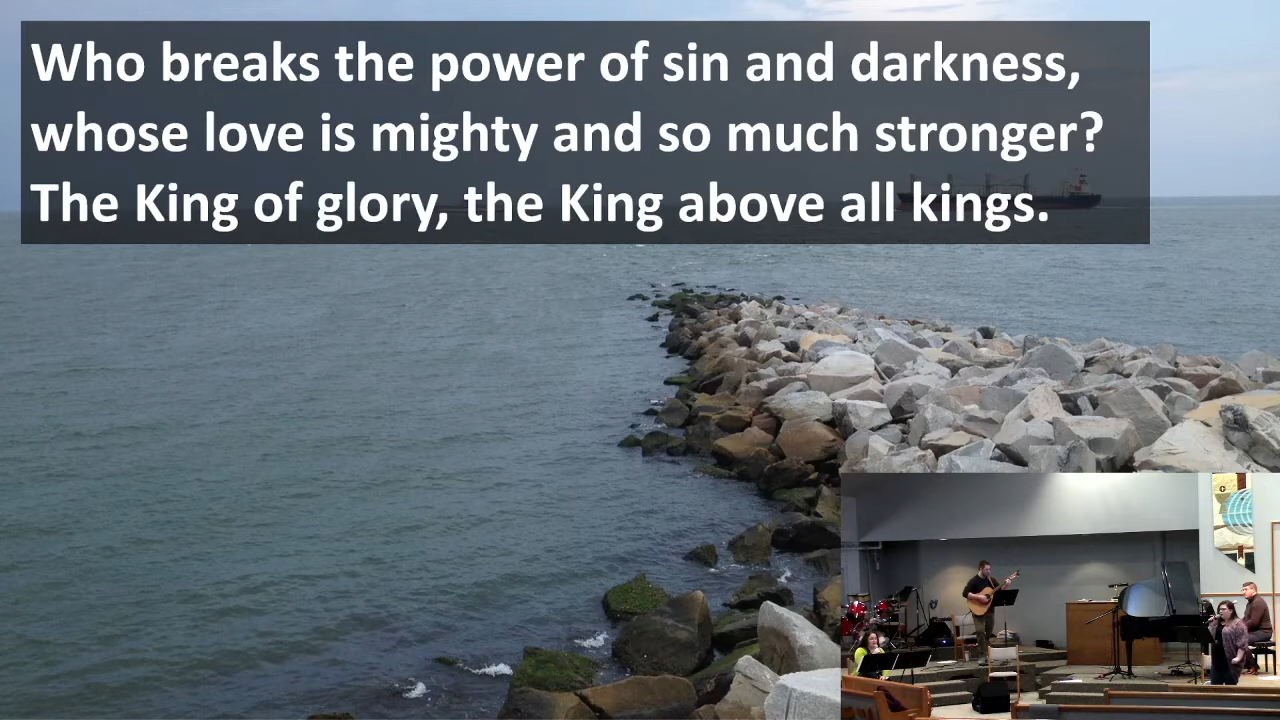 Who breaks the power of sin and darkness,
whose love is mighty and so much stronger?
The King of glory, the King above all kings.